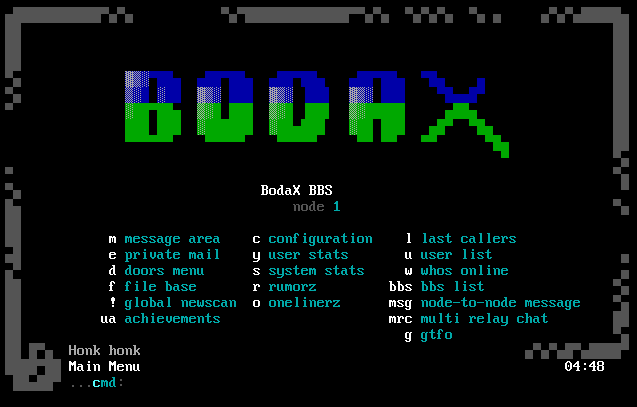 BODAX
BodaX BBS
node 1
m message area c configuration l last callers
e private mail y user stats u user list
d doors menu s system stats w whos online
f file base r rumorz bbs bbs list
! global newscan o onelinerz msg node-to-node message
ua achievements mrc multi relay chat
g gtfo
Honk honk
Main Menu 04:48
...cmd: